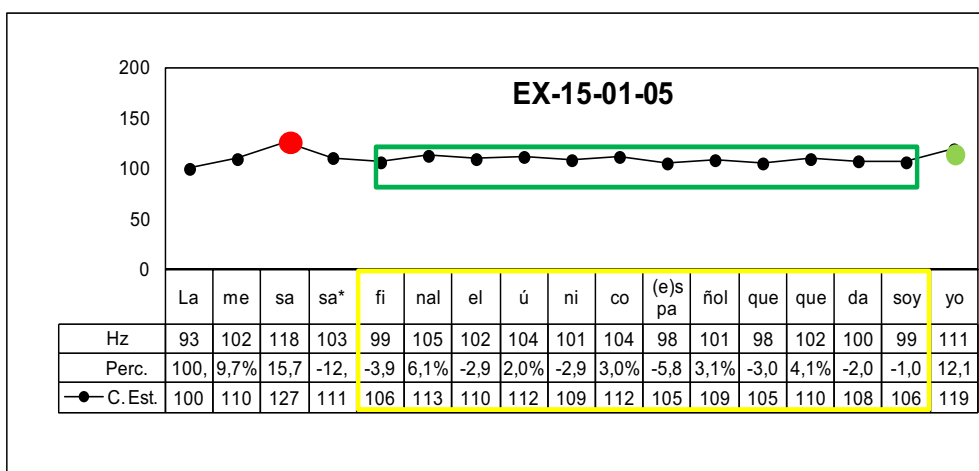 200
EX-15-01-05
150
100
50
0
La me sa sa* fi nal el ú ni co (e)s pa ñol que que da soy yo
Hz 93 102 118 103 99 105 102 104 101 104 98 101 98 102 100 99 111
Perc. 100, 9,7% 15,7 -12, -3,9 6,1% -2,9 2,0% -2,9 3,0% -5,8 3,1% -3,0 4,1% -2,0 -1,0 12,1
C. Est. 100 110 127 111 106 113 110 112 109 112 105 109 105 110 108 106 119